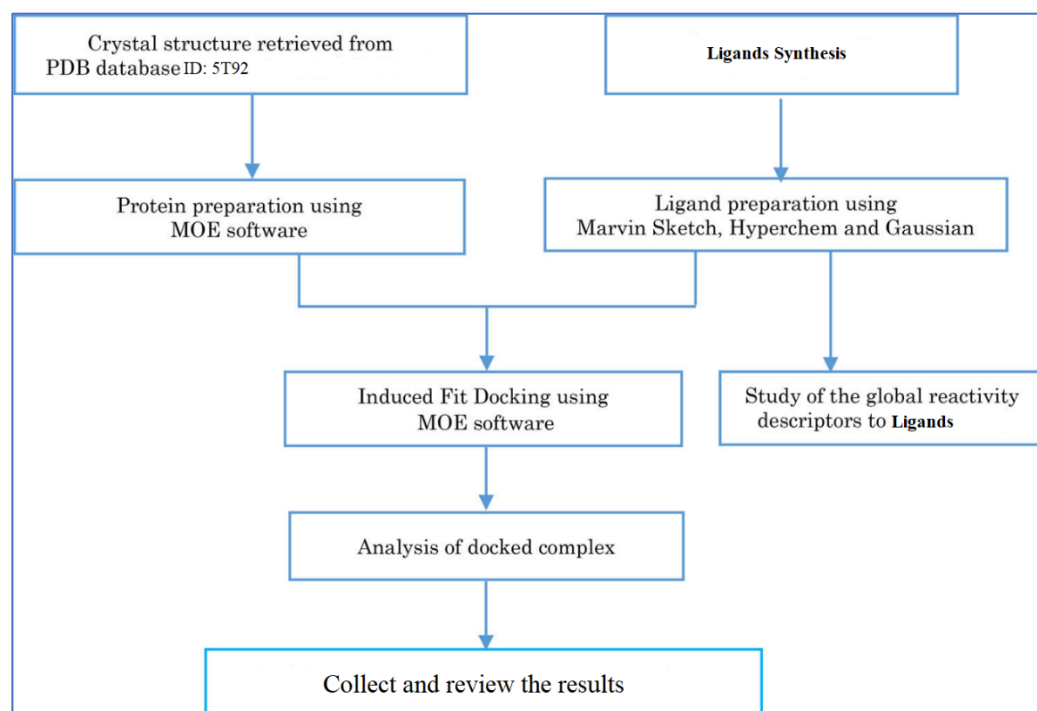 Crystal structure retrieved from
PDB database ID: 5T92
Ligands Synthesis
Protein preparation using
MOE software
Ligand preparation using
Marvin Sketch, Hyperchem and Gaussian
Induced Fit Docking using
MOE software
Study of the global reactivity
descriptors to Ligands
Analysis of docked complex
Collect and review the results